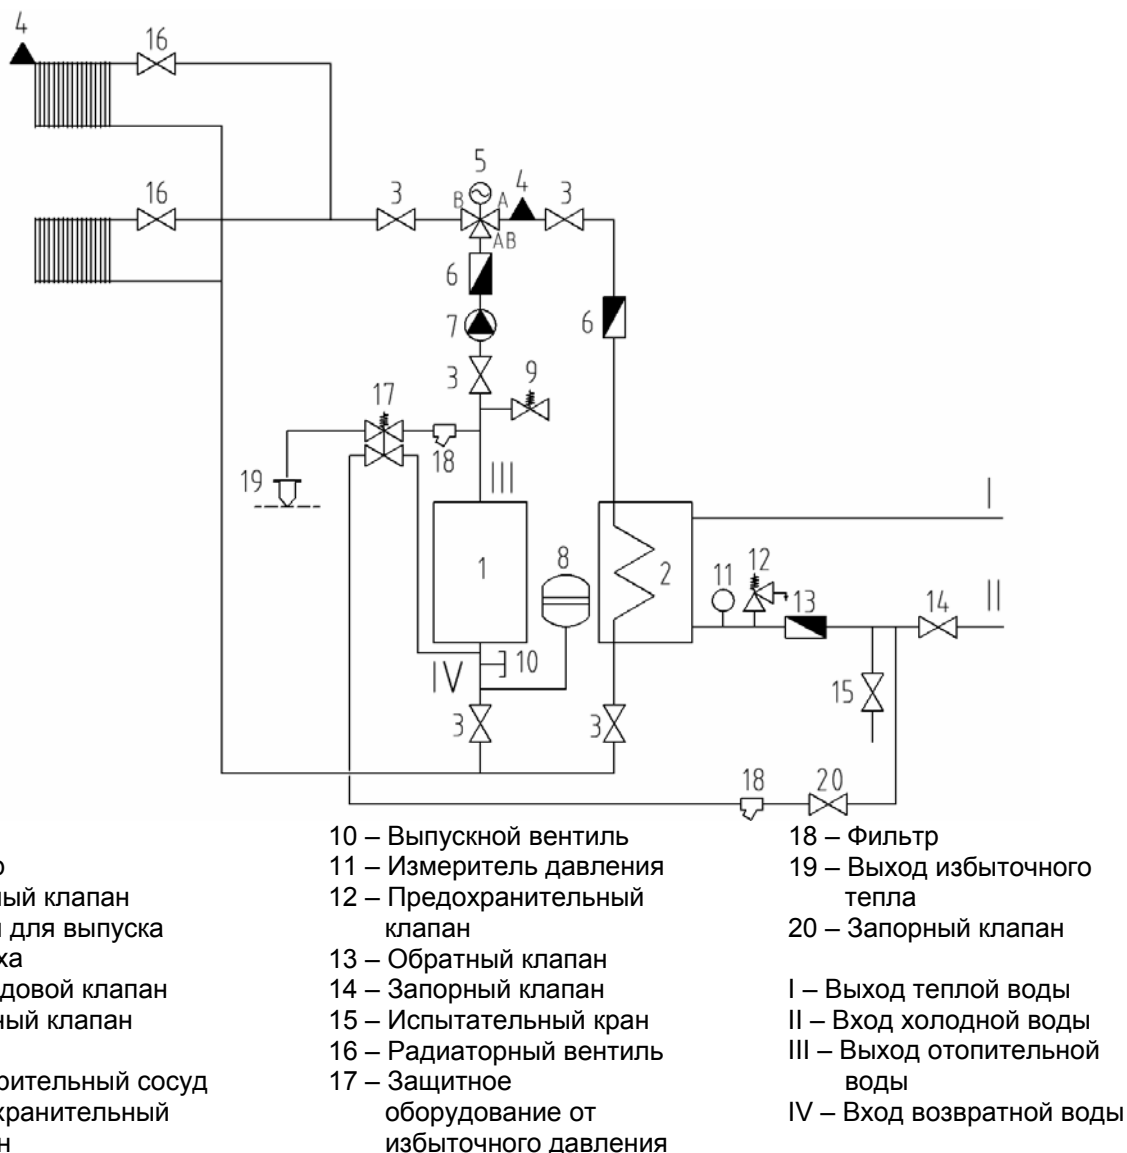 4
16
16
3
5
B
A
4
3
AB
6
7
6
3
9
17
18
III
19
I
1
8
2
11
12
13
14
II
IV
10
15
3
3
18
20
р
ый клапан
для выпуска
ха
довой клапан
ный клапан
рительный сосуд
хранительный
н
10 – Выпускной вентиль
11 – Измеритель давления
12 – Предохранительный
клапан
13 – Обратный клапан
14 – Запорный клапан
15 – Испытательный кран
16 – Радиаторный вентиль
17 – Защитное
оборудование от
избыточного давления
18 – Фильтр
19 – Выход избыточного
тепла
20 – Запорный клапан
I – Выход теплой воды
II – Вход холодной воды
III – Выход отопительной
воды
IV – Вход возвратной воды